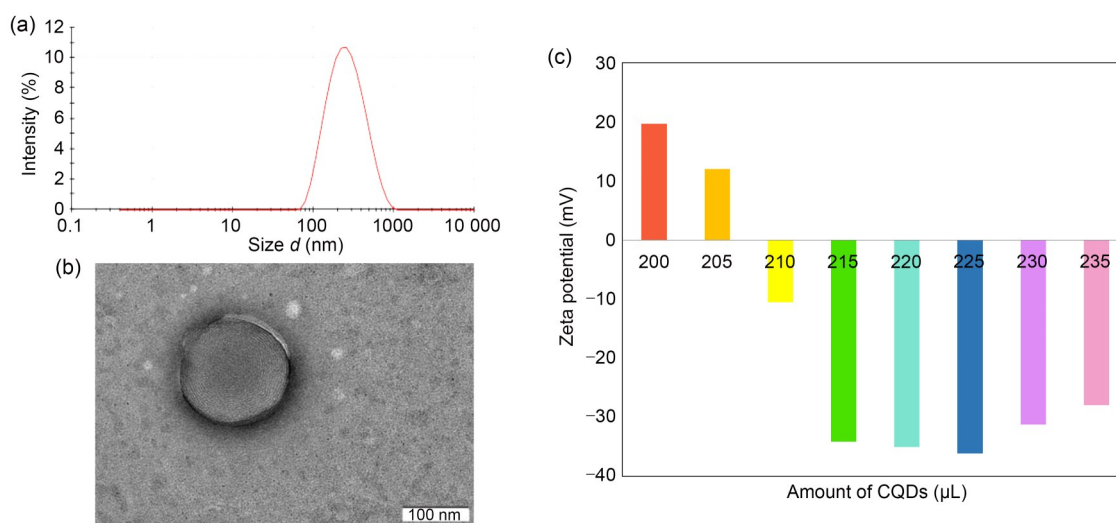 (a)
12
10
8
6
4
2
0
Intensity (%)
0.1 1 10 100 1000 10 000
Size d (nm)
(b)
100 nm
(c)
30
20
10
0
−10
−20
−30
−40
Zeta potential (mV)
200 205 210 215 220 225 230 235
Amount of CQDs (µL)